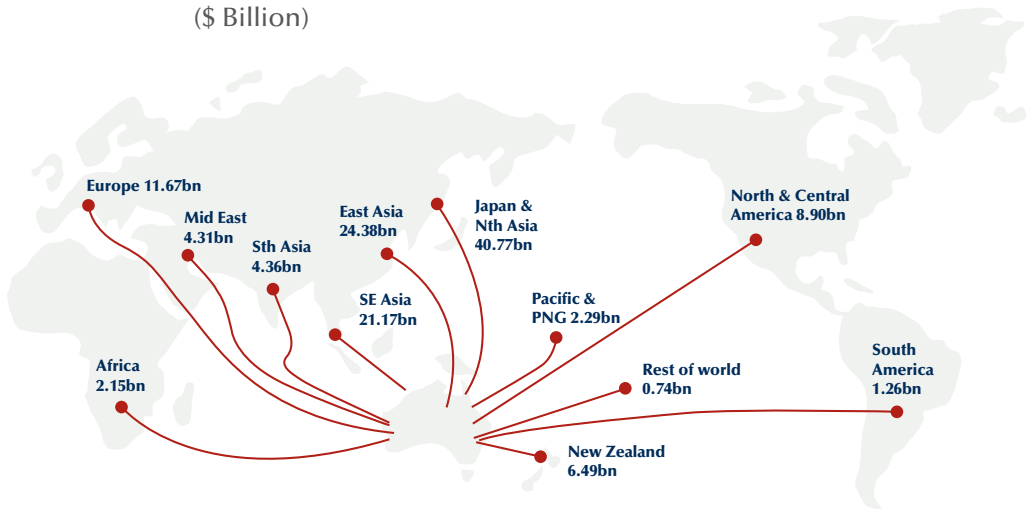 ($ Billion)
Europe 11.67bn
Mid East
4.31bn
Sth Asia
4.36bn
East Asia
24.38bn
Japan &
Nth Asia
40.77bn
North & Central
America 8.90bn
SE Asia
21.17bn
Pacific &
PNG 2.29bn
Africa
2.15bn
Rest of world
0.74bn
South
America
1.26bn
New Zealand
6.49bn